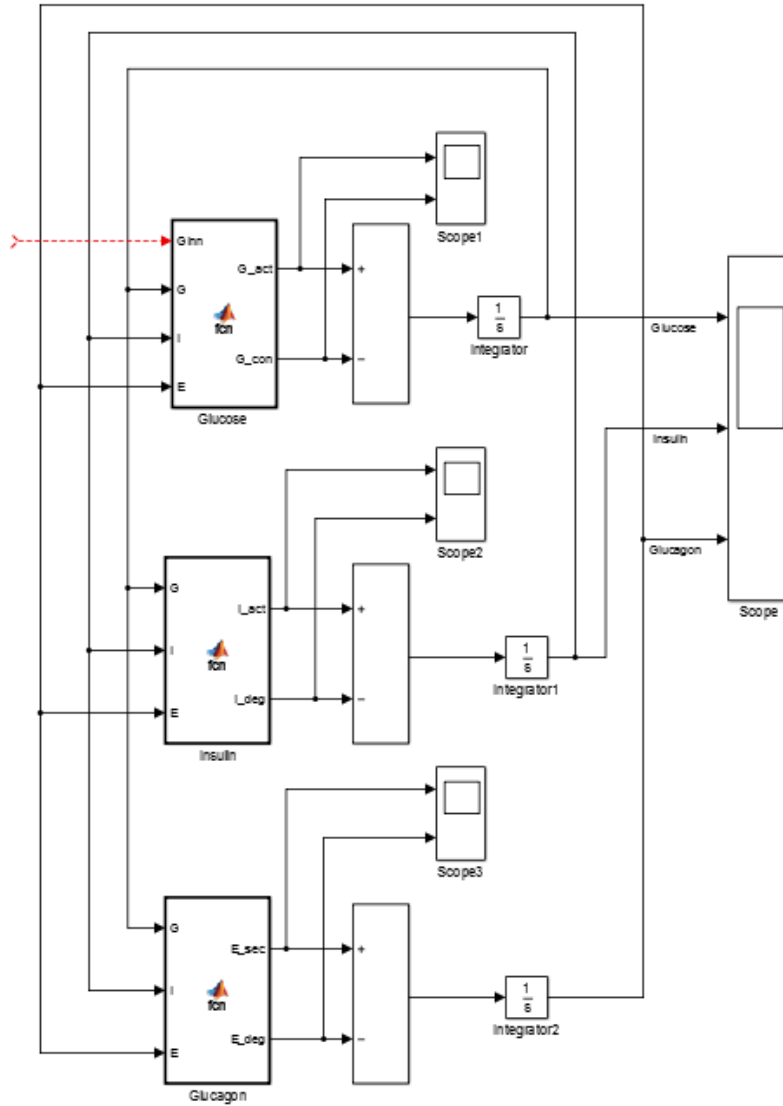 Scope1
GInn
G
I
E
fcn
G_act
G_con
Glucose
+
−
1
s
Integrator
Glucose
Insulin
Glucagon
Scope
Scope2
G
I
E
fcn
I_act
I_deg
Insulin
+
−
1
s
Integrator1
Scope3
G
I
E
fcn
E_sec
E_deg
Glucagon
+
−
1
s
Integrator2